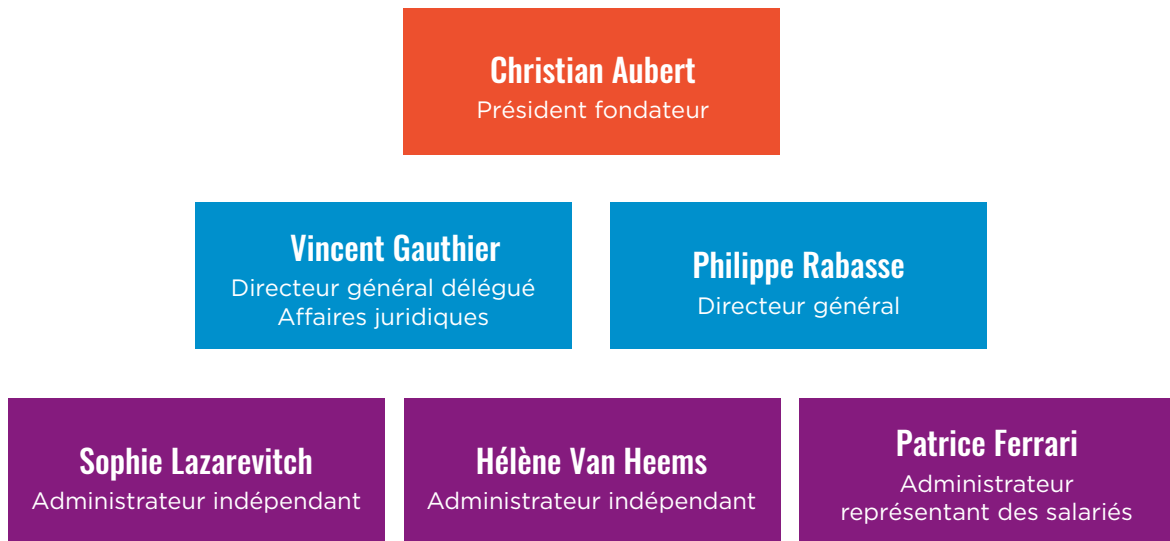 Christian Aubert
Président fondateur
Vincent Gauthier
Directeur général délégué
Affaires juridiques
Philippe Rabasse
Directeur général
Sophie Lazarevitch
Administrateur indépendant
Hélène Van Heems
Administrateur indépendant
Patrice Ferrari
Administrateur
représentant des salariés